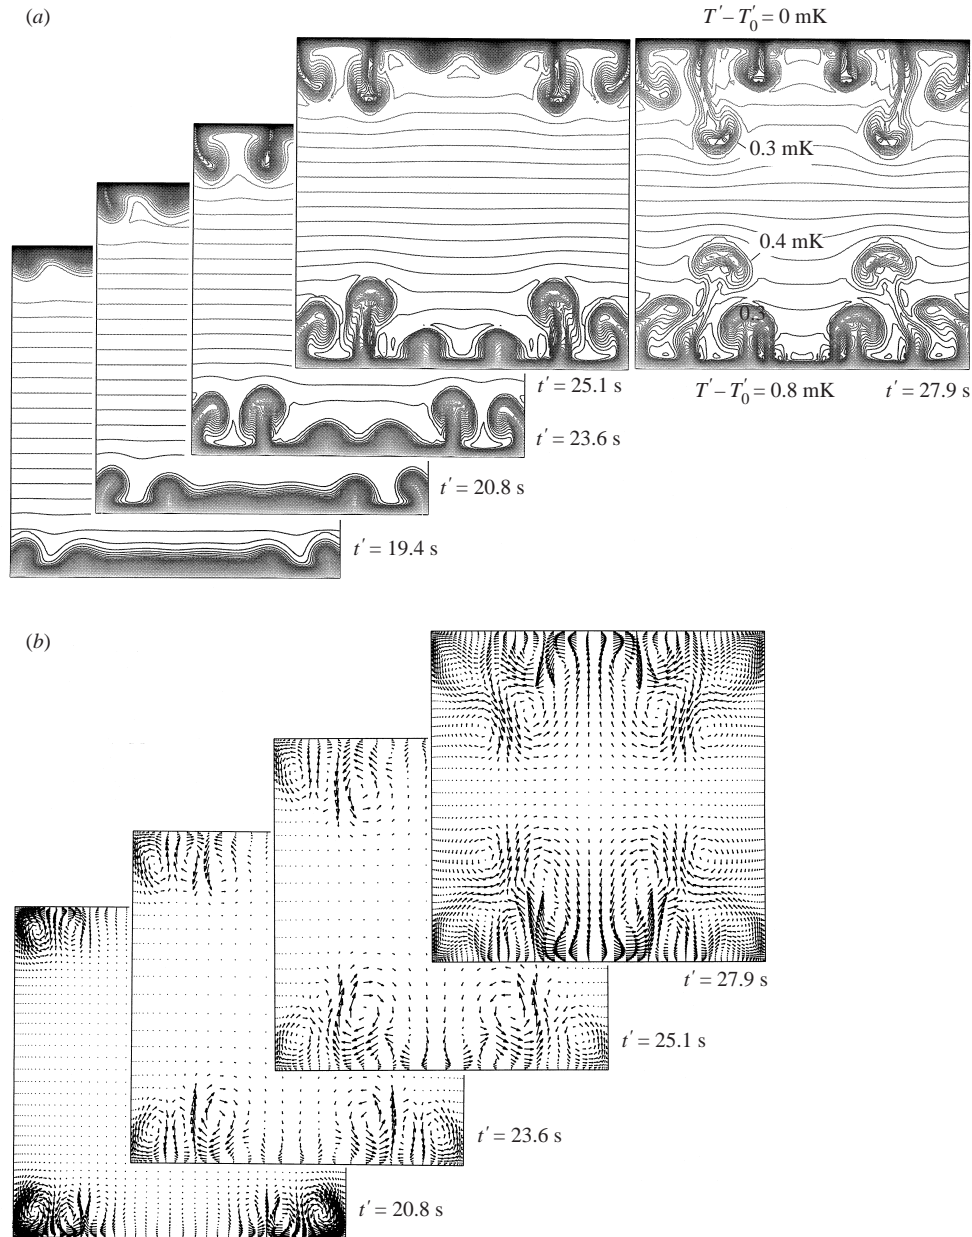 (a)
T′ – T′₀ = 0 mK
0.3 mK
0.4 mK
0.3
t′ = 25.1 s
T′ – T′₀ = 0.8 mK
t′ = 27.9 s
t′ = 23.6 s
t′ = 20.8 s
t′ = 19.4 s
(b)
t′ = 27.9 s
t′ = 25.1 s
t′ = 23.6 s
t′ = 20.8 s